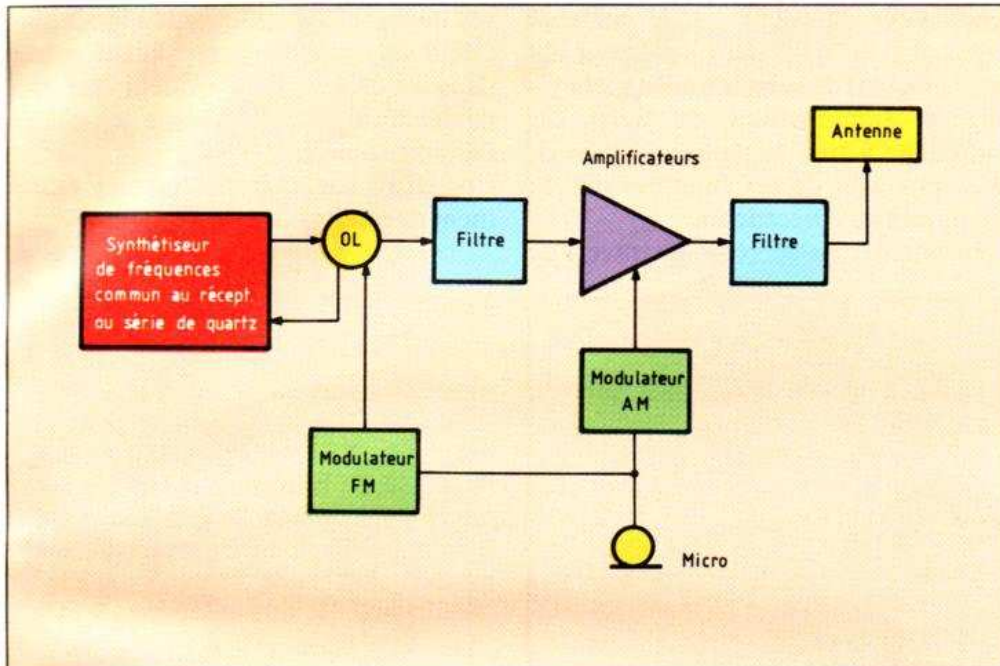 Antenne
Amplificateurs
Synthétiseur
de fréquences
commun au récept.
ou série de quartz
OL
Filtre
Filtre
Modulateur
AM
Modulateur
FM
Micro